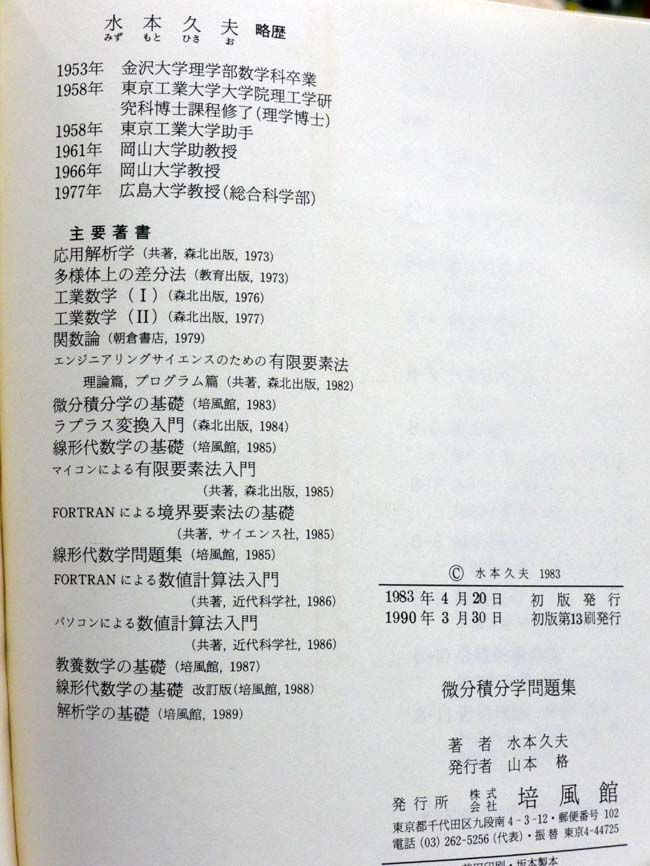 水本久夫 略歴
みず もと ひさ お
1953年 金沢大学理学部数学科卒業
1958年 東京工業大学大学院理工学研
究科博士課程修了(理学博士)
1958年 東京工業大学助手
1961年 岡山大学助教授
1966年 岡山大学教授
1977年 広島大学教授(総合科学部)
主要著書
応用解析学(共著, 森北出版, 1973)
多様体上の差分法(教育出版, 1973)
工業数学(I)(森北出版, 1976)
工業数学(II)(森北出版, 1977)
関数論(朝倉書店, 1979)
エンジニアリングサイエンスのための有限要素法
理論篇, プログラム篇(共著, 森北出版, 1982)
微分積分学の基礎(培風館, 1983)
ラプラス変換入門(森北出版, 1984)
線形代数学の基礎(培風館, 1985)
マイコンによる有限要素法入門
(共著, 森北出版, 1985)
FORTRANによる境界要素法の基礎
(共著, サイエンス社, 1985)
線形代数学問題集(培風館, 1985)
FORTRANによる数値計算法入門
(共著, 近代科学社, 1986)
パソコンによる数値計算法入門
(共著, 近代科学社, 1986)
教養数学の基礎(培風館, 1987)
線形代数学の基礎 改訂版(培風館, 1988)
解析学の基礎(培風館, 1989)
Ⓒ 水本久夫 1983
1983年4月20日 初版発行
1990年3月30日 初版第13刷発行
微分積分学問題集
著者 水本久夫
発行者 山本格
発行所 株式会社 培風館
東京都千代田区九段南4-3-12・郵便番号102
電話(03)262-5256(代表)・振替東京4-44725
前田印刷・坂本製本